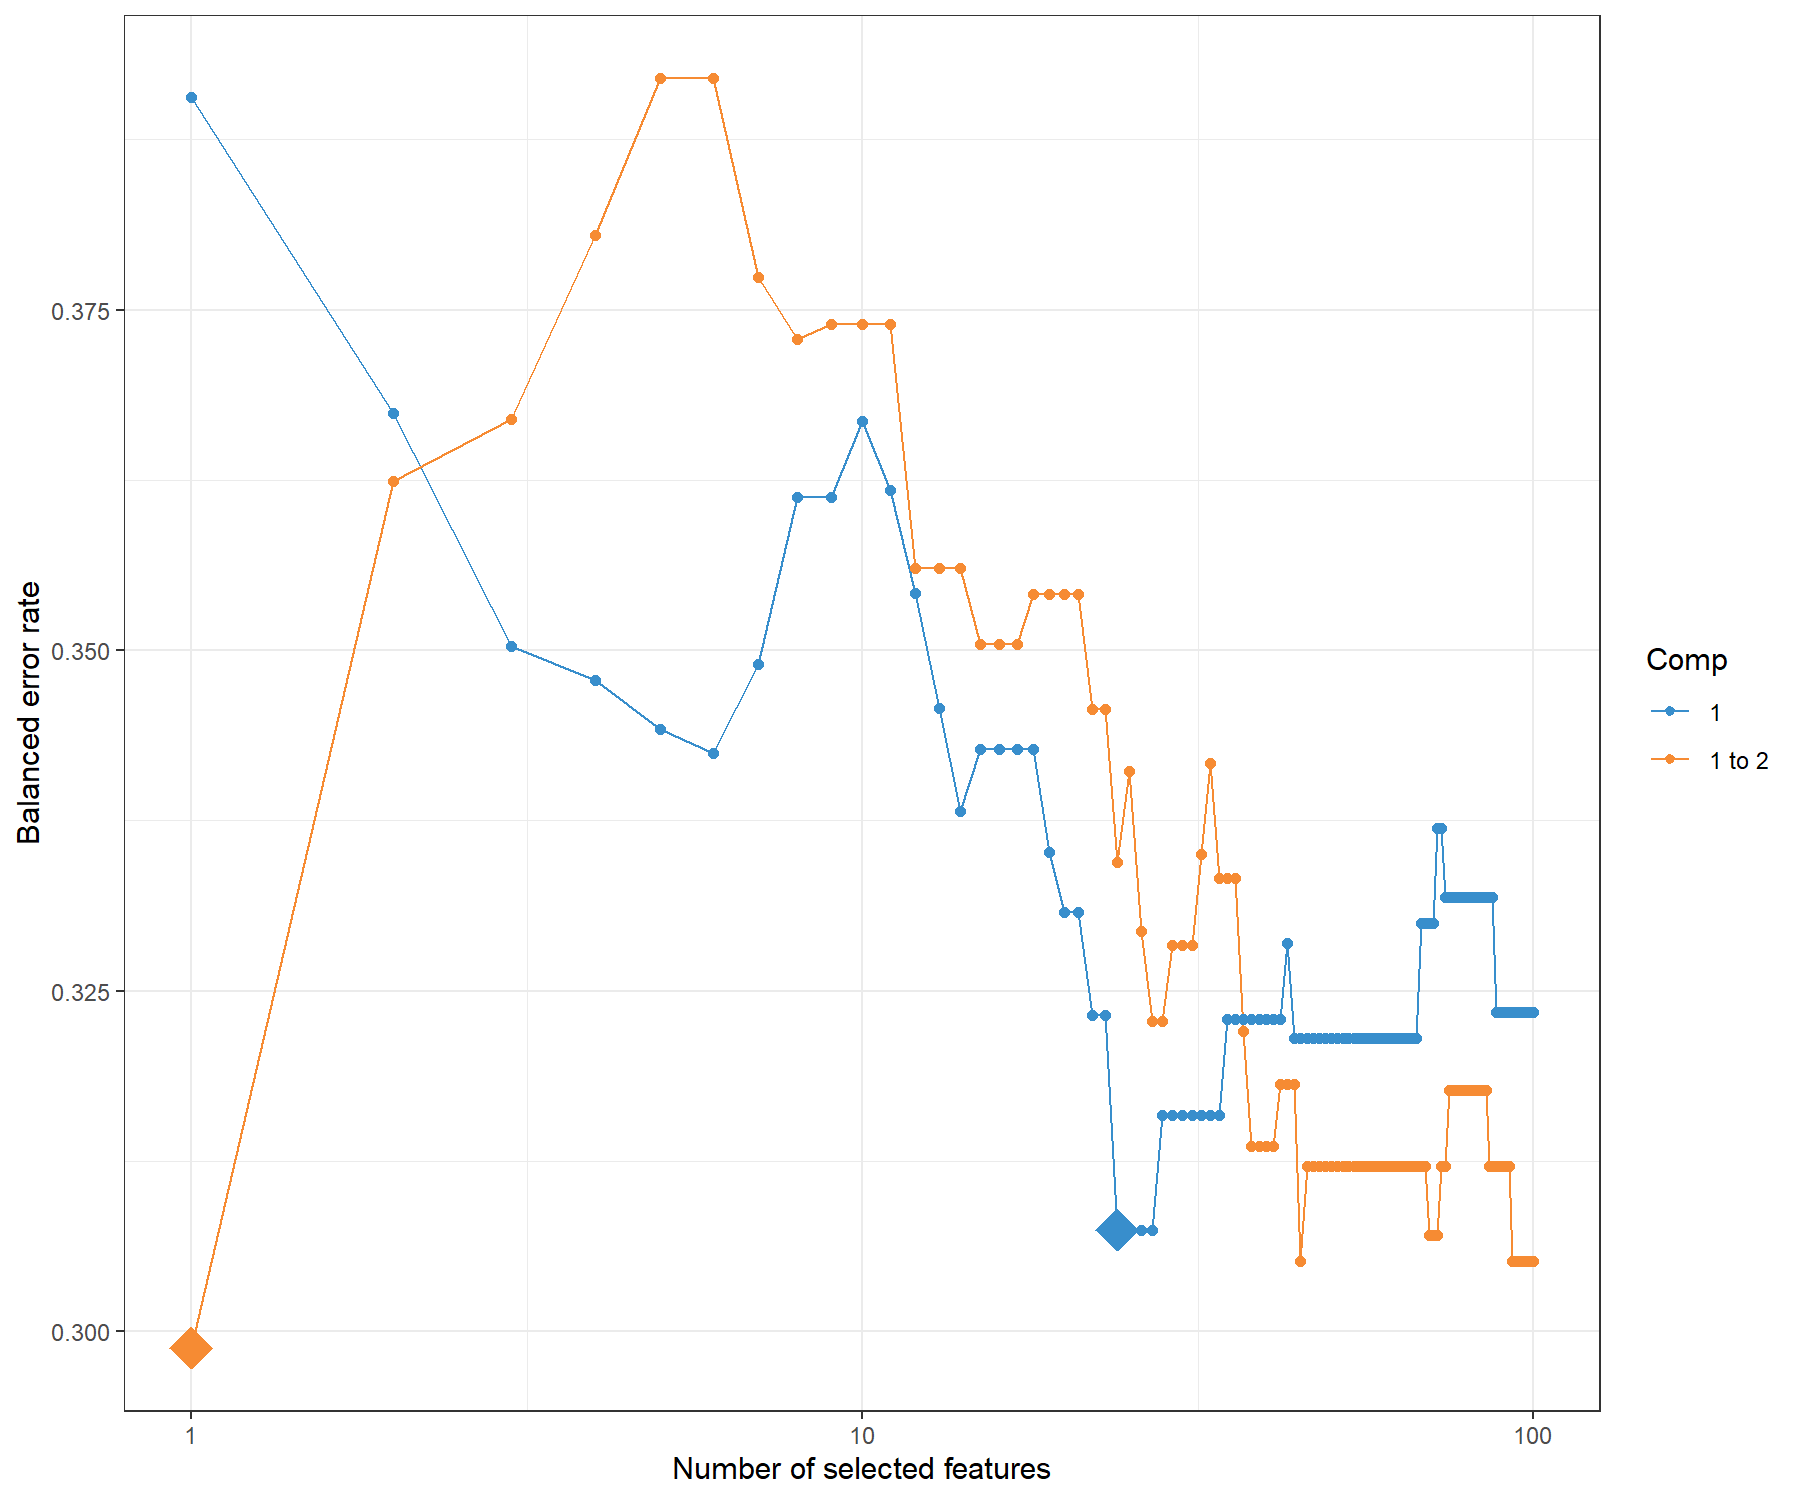 0.375
0.350
0.325
0.300
Balanced error rate
1
10
100
Number of selected features
Comp
1
1 to 2